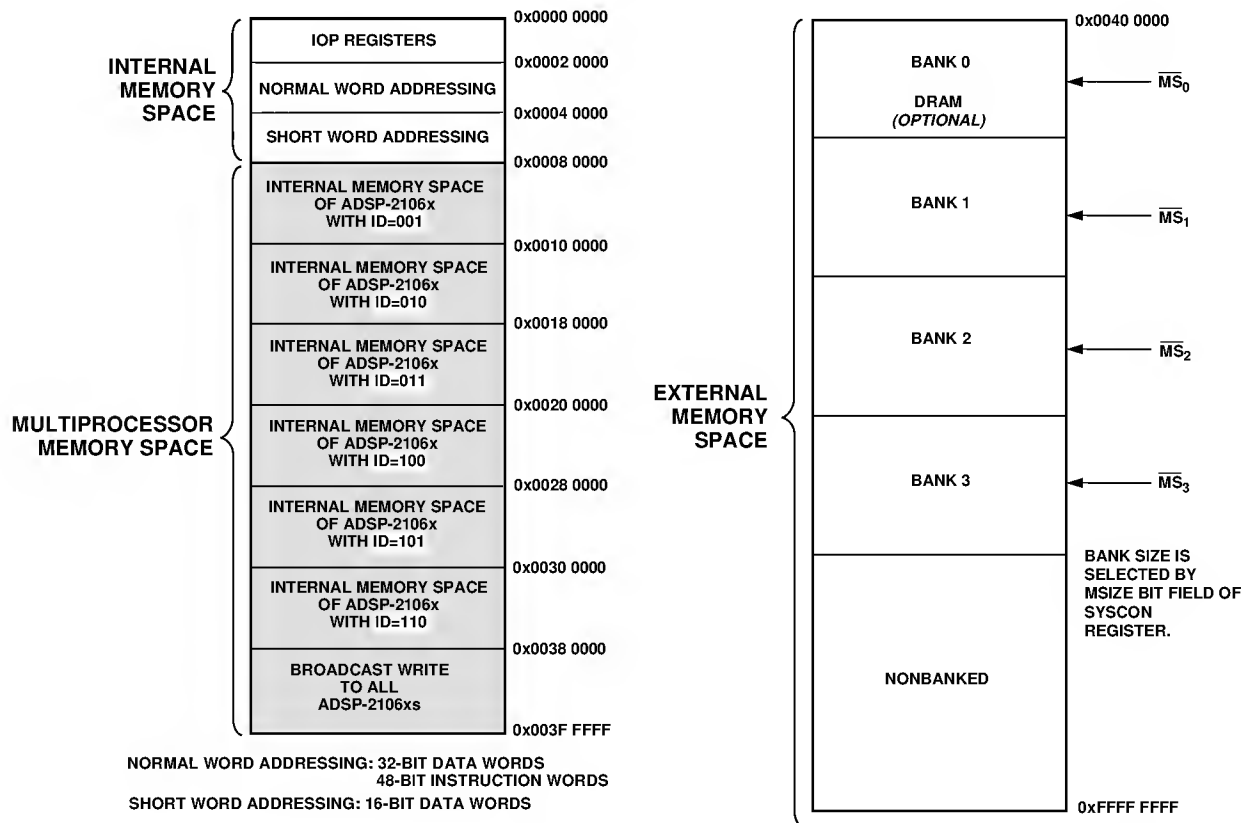 INTERNAL
MEMORY
SPACE
0x0000 0000
IOP REGISTERS
0x0002 0000
NORMAL WORD ADDRESSING
0x0004 0000
SHORT WORD ADDRESSING
0x0008 0000
MULTIPROCESSOR
MEMORY SPACE
INTERNAL MEMORY SPACE
OF ADSP-2106x
WITH ID=001
0x0010 0000
INTERNAL MEMORY SPACE
OF ADSP-2106x
WITH ID=010
0x0018 0000
INTERNAL MEMORY SPACE
OF ADSP-2106x
WITH ID=011
0x0020 0000
INTERNAL MEMORY SPACE
OF ADSP-2106x
WITH ID=100
0x0028 0000
INTERNAL MEMORY SPACE
OF ADSP-2106x
WITH ID=101
0x0030 0000
INTERNAL MEMORY SPACE
OF ADSP-2106x
WITH ID=110
0x0038 0000
BROADCAST WRITE
TO ALL
ADSP-2106xs
0x003F FFFF
NORMAL WORD ADDRESSING: 32-BIT DATA WORDS
48-BIT INSTRUCTION WORDS
SHORT WORD ADDRESSING: 16-BIT DATA WORDS
EXTERNAL
MEMORY
SPACE
0x0040 0000
BANK 0
DRAM
(OPTIONAL)
MS0
BANK 1
MS1
BANK 2
MS2
BANK 3
MS3
BANK SIZE IS
SELECTED BY
MSIZE BIT FIELD OF
SYSCON
REGISTER.
NONBANKED
0xFFFF FFFF